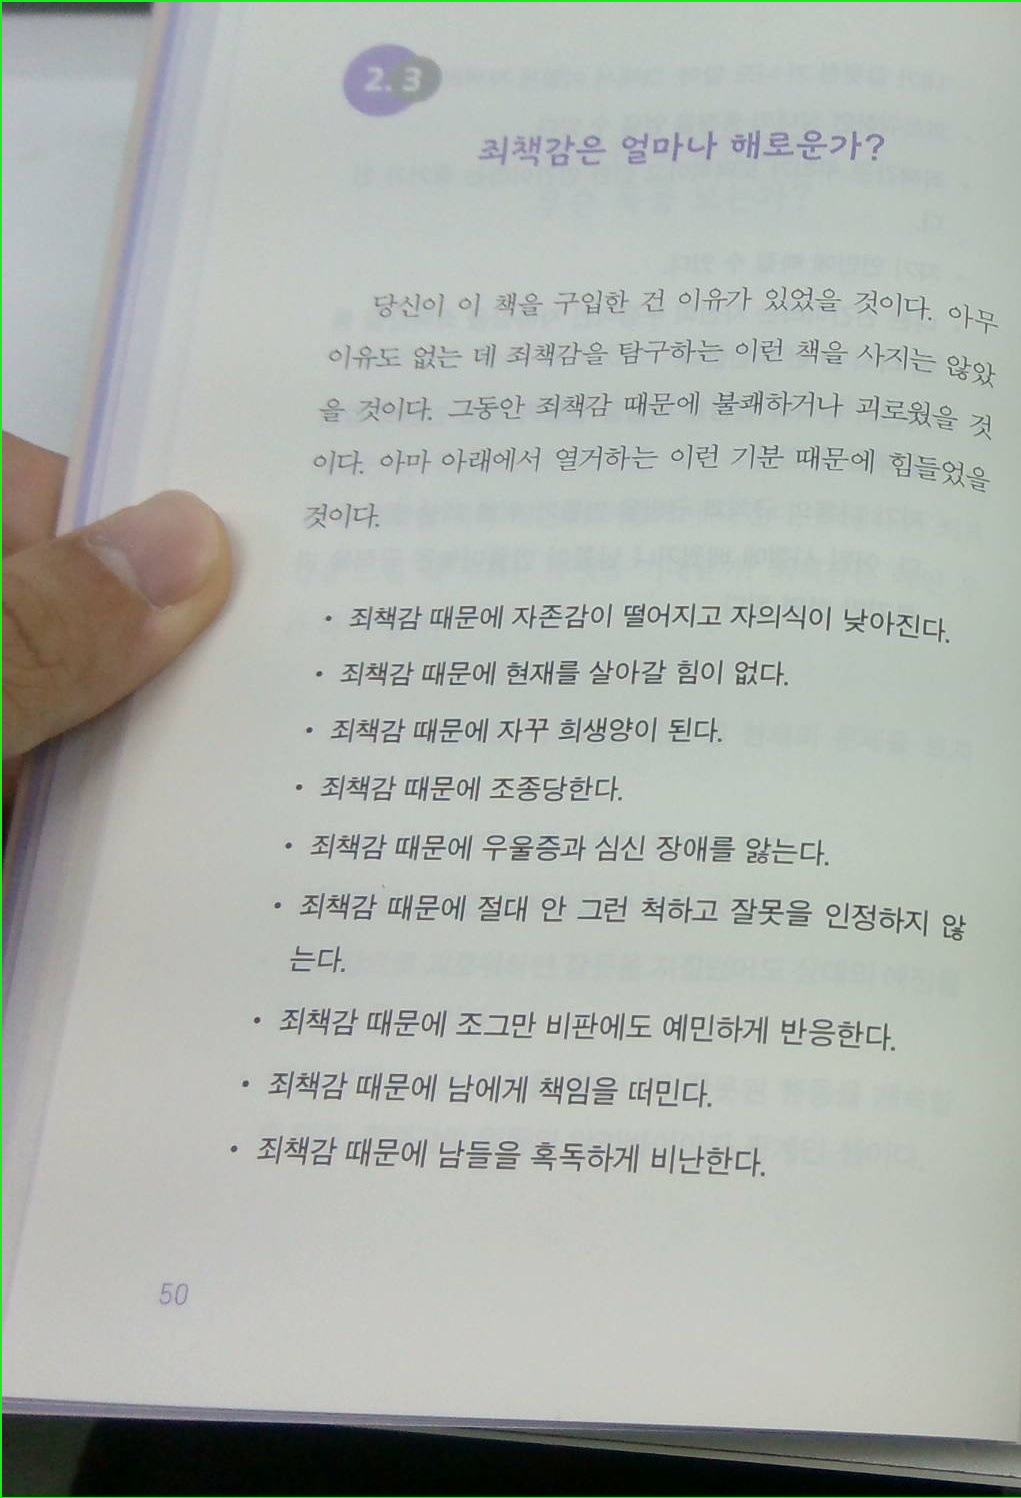 2.3
죄책감은 얼마나 해로운가?
당신이 이 책을 구입한 건 이유가 있었을 것이다. 아무
이유도 없는 데 죄책감을 탐구하는 이런 책을 사지는 않았
을 것이다. 그동안 죄책감 때문에 불쾌하거나 괴로웠을 것
이다. 아마 아래에서 열거하는 이런 기분 때문에 힘들었을
것이다.
• 죄책감 때문에 자존감이 떨어지고 자의식이 낮아진다.
• 죄책감 때문에 현재를 살아갈 힘이 없다.
• 죄책감 때문에 자꾸 희생양이 된다.
• 죄책감 때문에 조종당한다.
• 죄책감 때문에 우울증과 심신 장애를 앓는다.
• 죄책감 때문에 절대 안 그런 척하고 잘못을 인정하지 않
는다.
• 죄책감 때문에 조그만 비판에도 예민하게 반응한다.
• 죄책감 때문에 남에게 책임을 떠민다.
• 죄책감 때문에 남들을 혹독하게 비난한다.
50